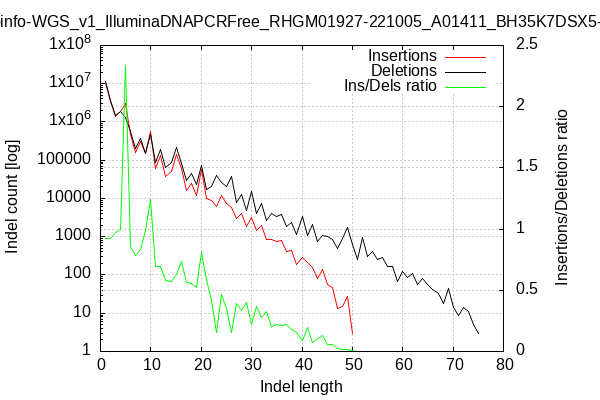 -info-WGS_v1_IlluminaDNAPCRFree_RHGM01927-221005_A01411_BH35K7DSX5-
Insertions
Deletions
Ins/Dels ratio
1x10^8
1x10^7
1x10^6
100000
10000
1000
100
10
1
Indel count [log]
2.5
2
1.5
1
0.5
0
Insertions/Deletions ratio
0 10 20 30 40 50 60 70 80
Indel length